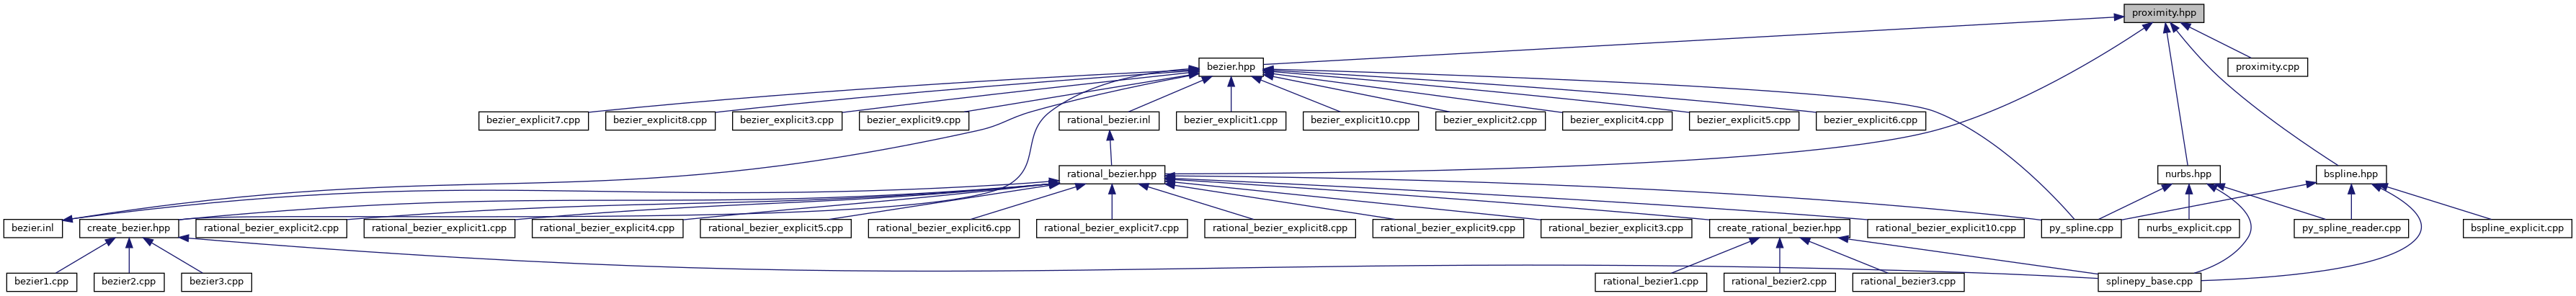 proximity.hpp
bezier.hpp
proximity.cpp
bezier_explicit7.cpp
bezier_explicit8.cpp
bezier_explicit3.cpp
bezier_explicit9.cpp
rational_bezier.inl
bezier_explicit1.cpp
bezier_explicit10.cpp
bezier_explicit2.cpp
bezier_explicit4.cpp
bezier_explicit5.cpp
bezier_explicit6.cpp
rational_bezier.hpp
nurbs.hpp
bspline.hpp
bezier.inl
create_bezier.hpp
rational_bezier_explicit2.cpp
rational_bezier_explicit1.cpp
rational_bezier_explicit4.cpp
rational_bezier_explicit5.cpp
rational_bezier_explicit6.cpp
rational_bezier_explicit7.cpp
rational_bezier_explicit8.cpp
rational_bezier_explicit9.cpp
rational_bezier_explicit3.cpp
create_rational_bezier.hpp
rational_bezier_explicit10.cpp
py_spline.cpp
nurbs_explicit.cpp
py_spline_reader.cpp
bspline_explicit.cpp
bezier1.cpp
bezier2.cpp
bezier3.cpp
rational_bezier1.cpp
rational_bezier2.cpp
rational_bezier3.cpp
splinepy_base.cpp